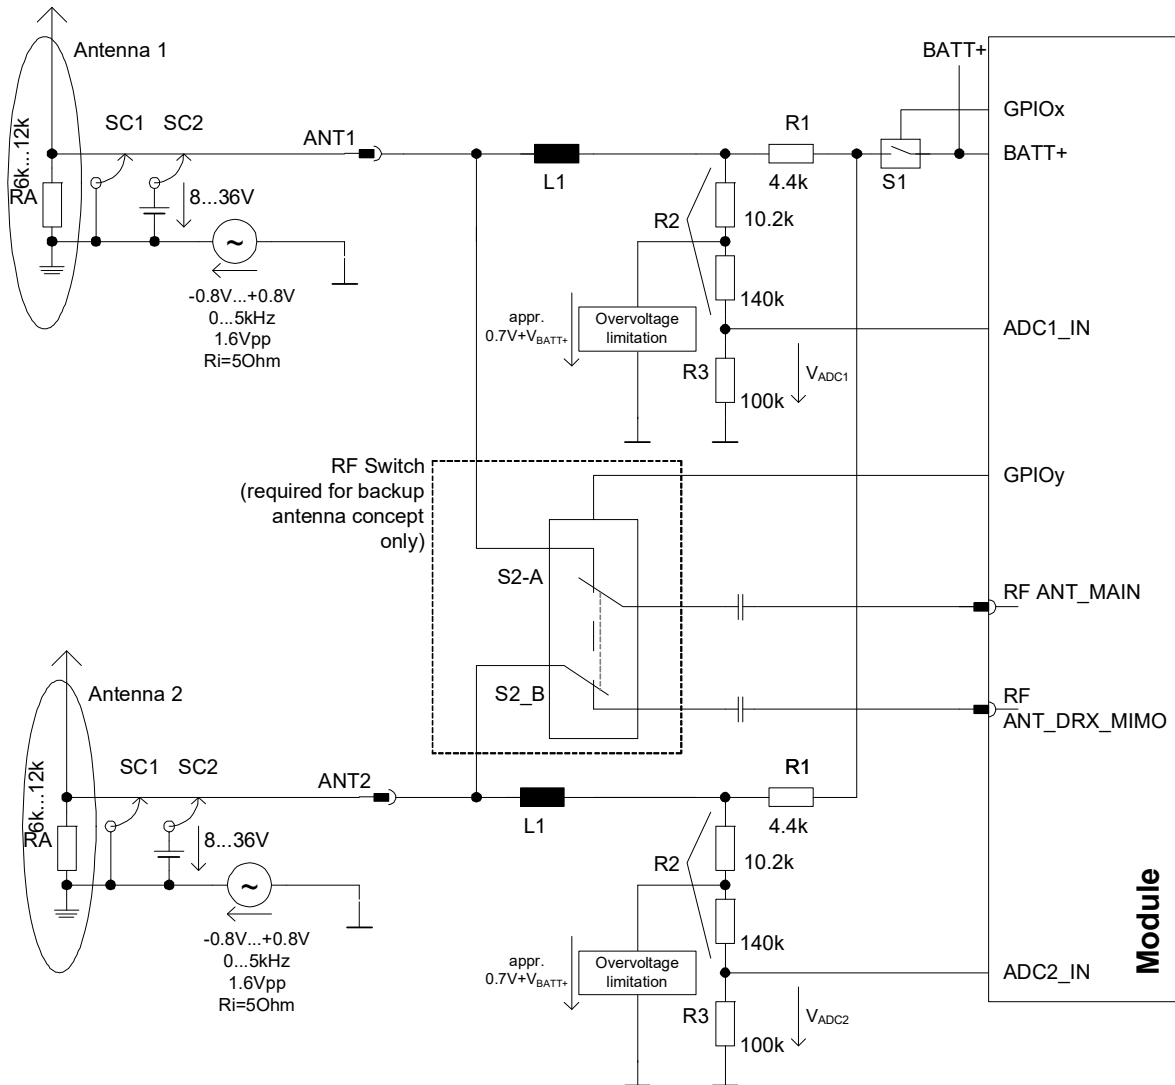 Antenna 1
BATT+
GPIOx
SC1
SC2
ANT1
R1
BATT+
6k...12k
RA
L1
4.4k
S1
8...36V
R2
10.2k
~
-0.8V...+0.8V
0...5kHz
1.6Vpp
Ri=5Ohm
140k
appr.
0.7V+VBATT+
Overvoltage
limitation
ADC1_IN
R3
VADC1
100k
RF Switch
(required for backup
antenna concept
only)
GPIOy
S2-A
RF ANT_MAIN
Antenna 2
S2_B
RF
ANT_DRX_MIMO
SC1
SC2
ANT2
R1
6k...12k
RA
L1
4.4k
8...36V
R2
10.2k
~
-0.8V...+0.8V
0...5kHz
1.6Vpp
Ri=5Ohm
140k
appr.
0.7V+VBATT+
Overvoltage
limitation
ADC2_IN
R3
VADC2
100k
Module